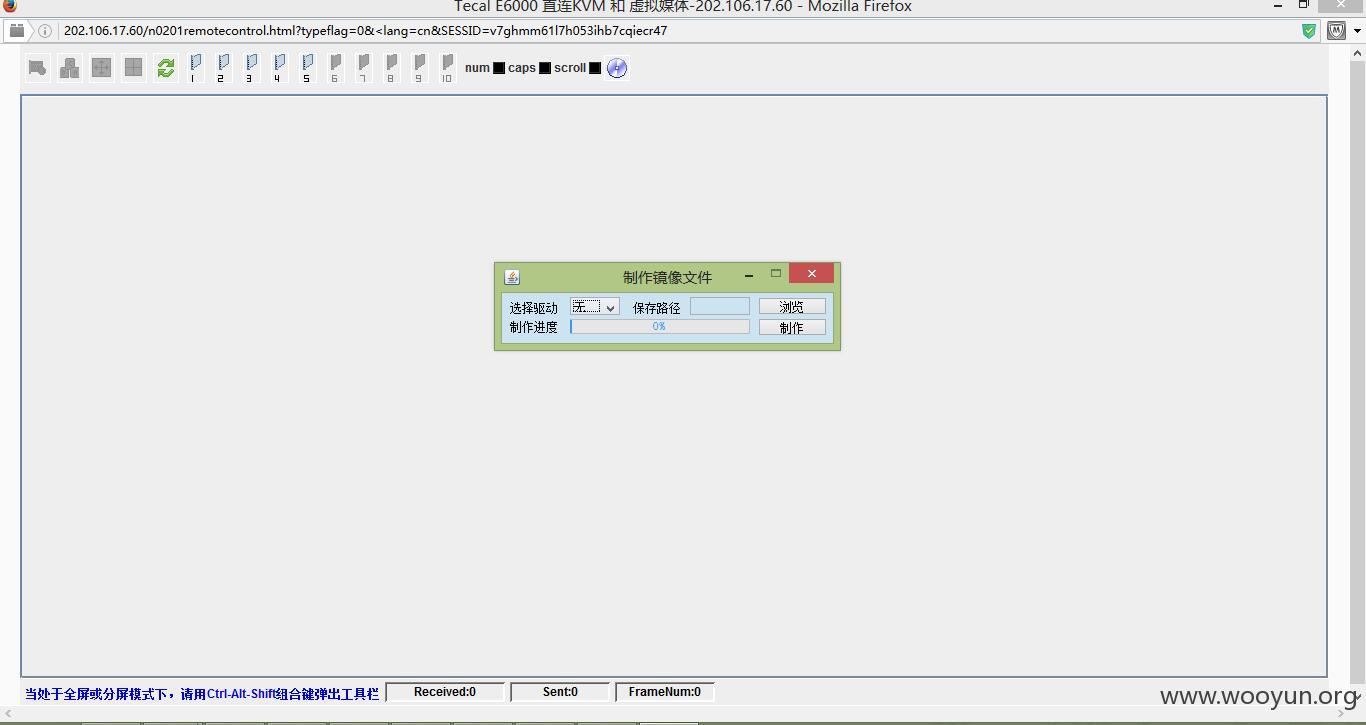 Tecal E6000 直连KVM 和 虚拟媒体-202.106.17.60 - Mozilla Firefox
202.106.17.60/n0201remotecontrol.html?typeflag=0&<lang=cn&SESSID=v7ghmm61l7h053ihb7cqiecr47
1 2 3 4 5 6 7 8 9 10 num caps scroll
制作镜像文件
选择驱动 无 保存路径 浏览
制作进度 0% 制作
当处于全屏或分屏模式下，请用Ctrl-Alt-Shift组合键弹出工具栏 Received:0 Sent:0 FrameNum:0
www.wooyun.org